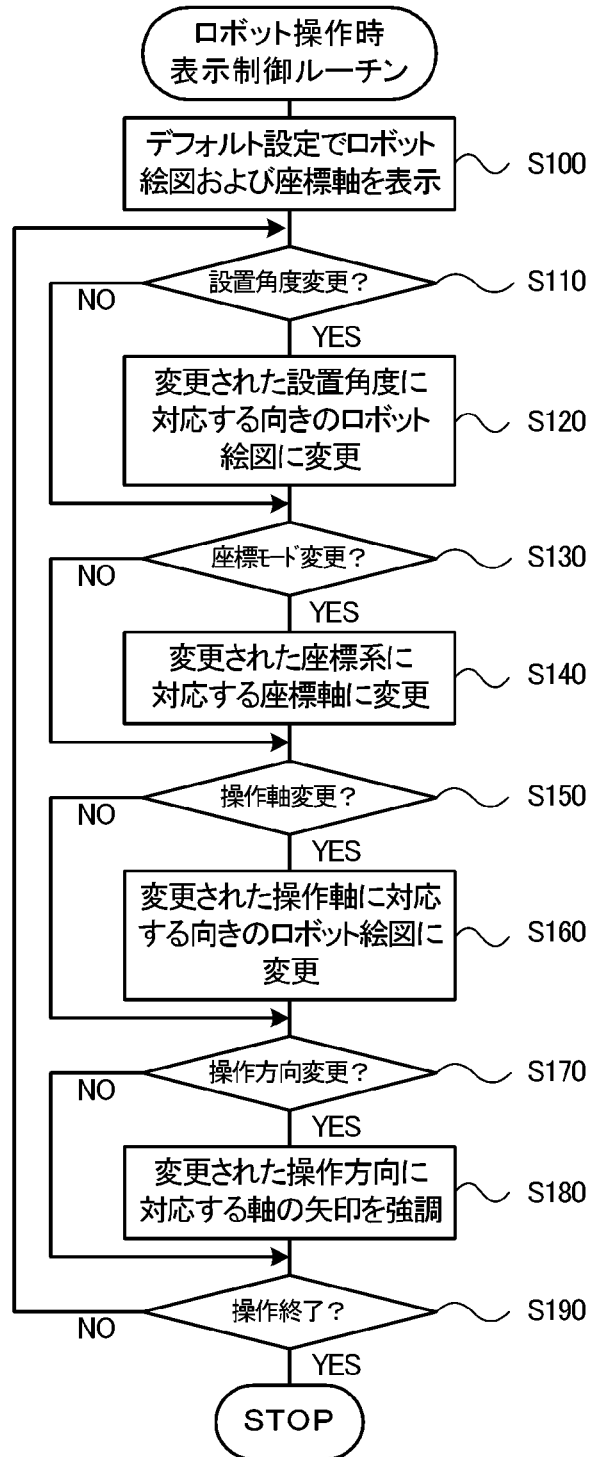 ロボット操作時
表示制御ルーチン
デフォルト設定でロボット
絵図および座標軸を表示
S100
設置角度変更？
S110
NO
YES
変更された設置角度に
対応する向きのロボット
絵図に変更
S120
座標モード変更？
S130
NO
YES
変更された座標系に
対応する座標軸に変更
S140
操作軸変更？
S150
NO
YES
変更された操作軸に対応
する向きのロボット絵図に
変更
S160
操作方向変更？
S170
NO
YES
変更された操作方向に
対応する軸の矢印を強調
S180
操作終了？
S190
NO
YES
STOP